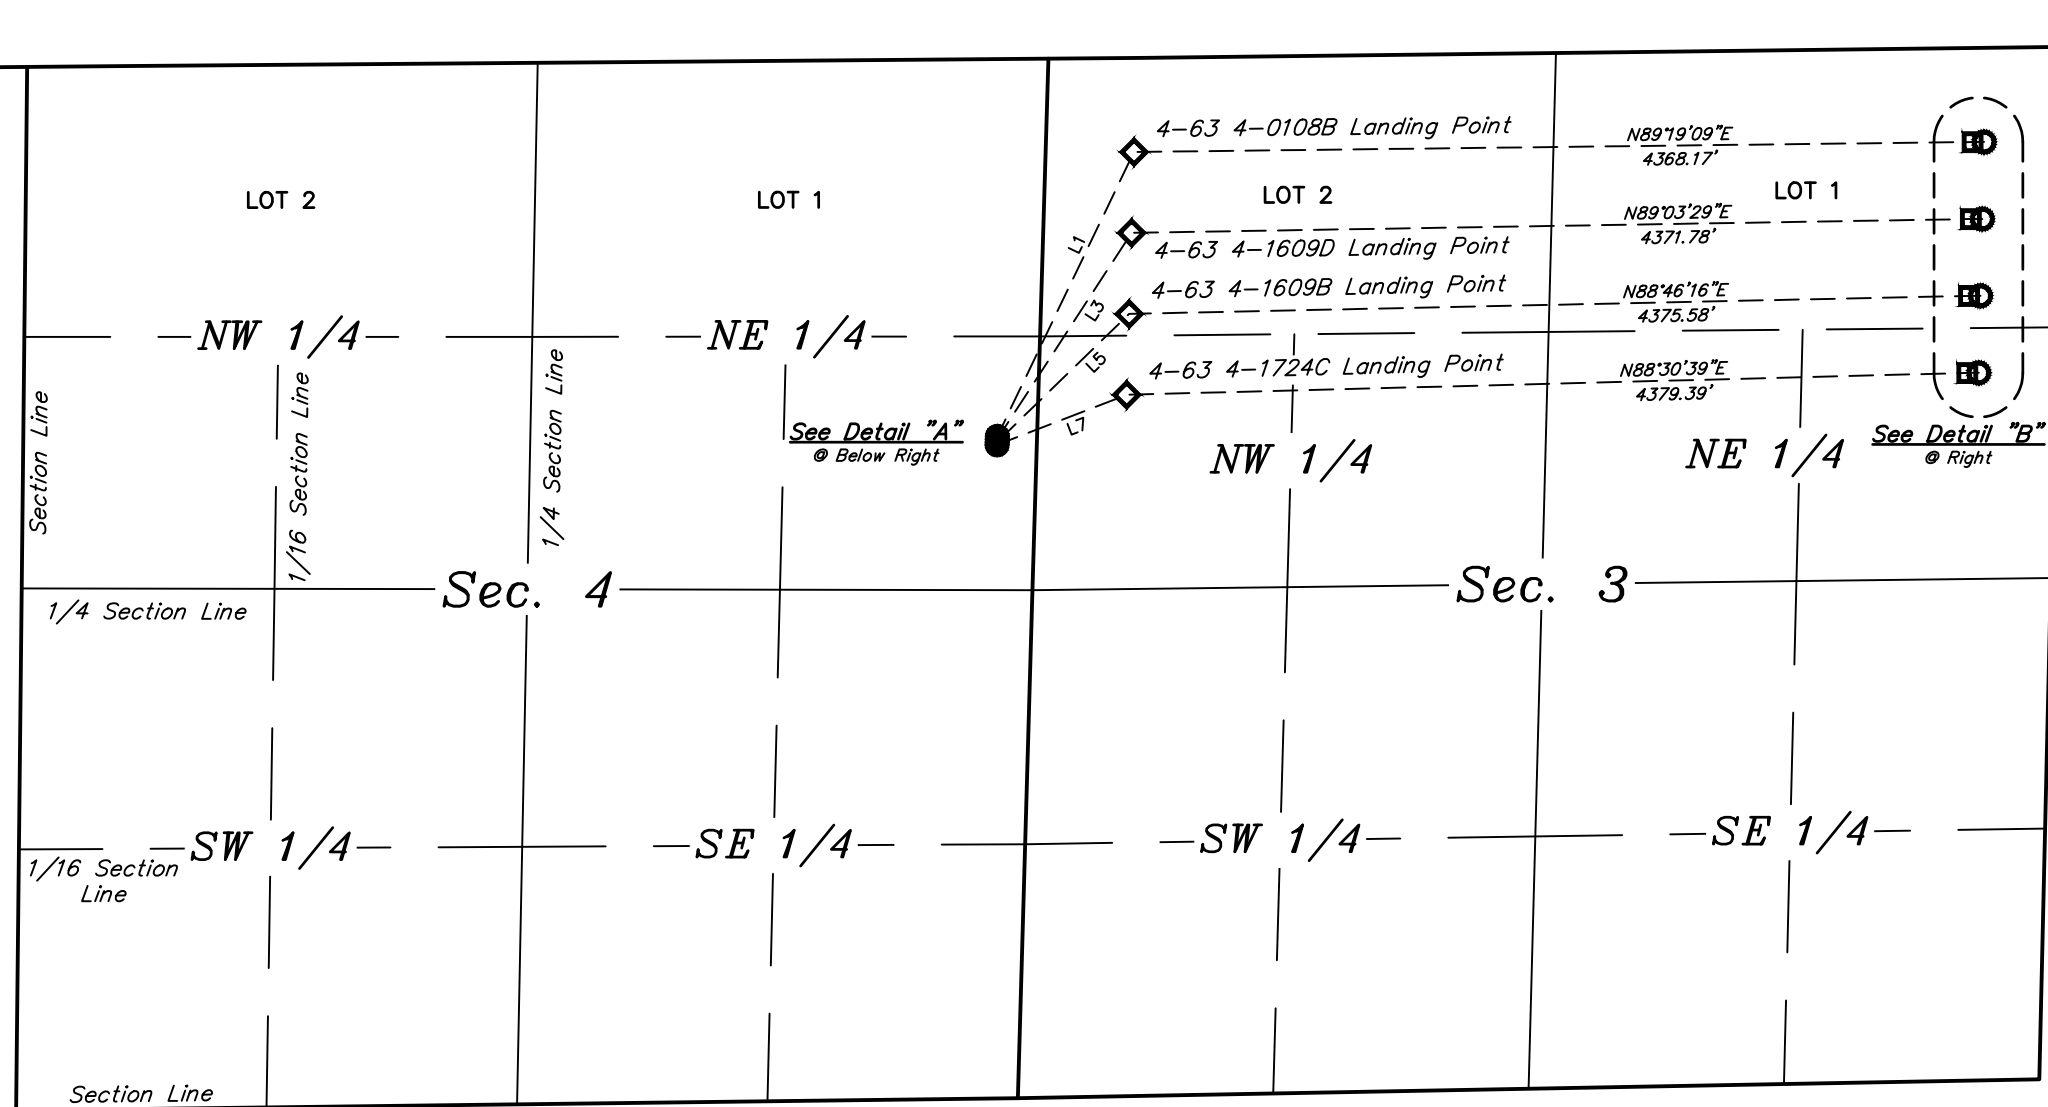 4-63 4-0108B Landing Point
N89°19'09"E
4368.17'
LOT 2
LOT 1
LOT 2
LOT 1
N89°03'29"E
4371.78'
L1
4-63 4-1609D Landing Point
4-63 4-1609B Landing Point
N88°46'16"E
4375.58'
L3
NW 1/4
NE 1/4
L5
4-63 4-1724C Landing Point
N88°30'39"E
4379.39'
L7
Section Line
1/16 Section Line
1/4 Section Line
See Detail "A"
@ Below Right
NW 1/4
NE 1/4
See Detail "B"
@ Right
Sec. 4
Sec. 3
1/4 Section Line
SW 1/4
SE 1/4
SW 1/4
SE 1/4
1/16 Section
Line
Section Line